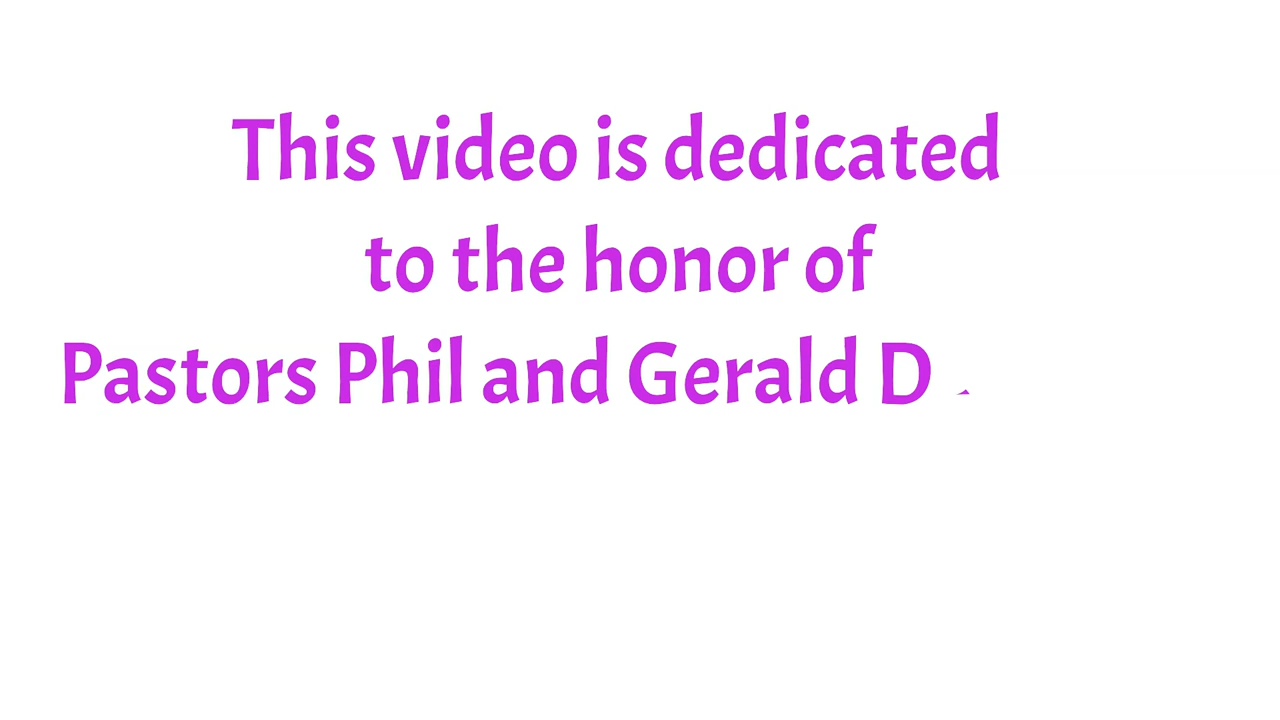 This video is dedicated
to the honor of
Pastors Phil and Gerald D